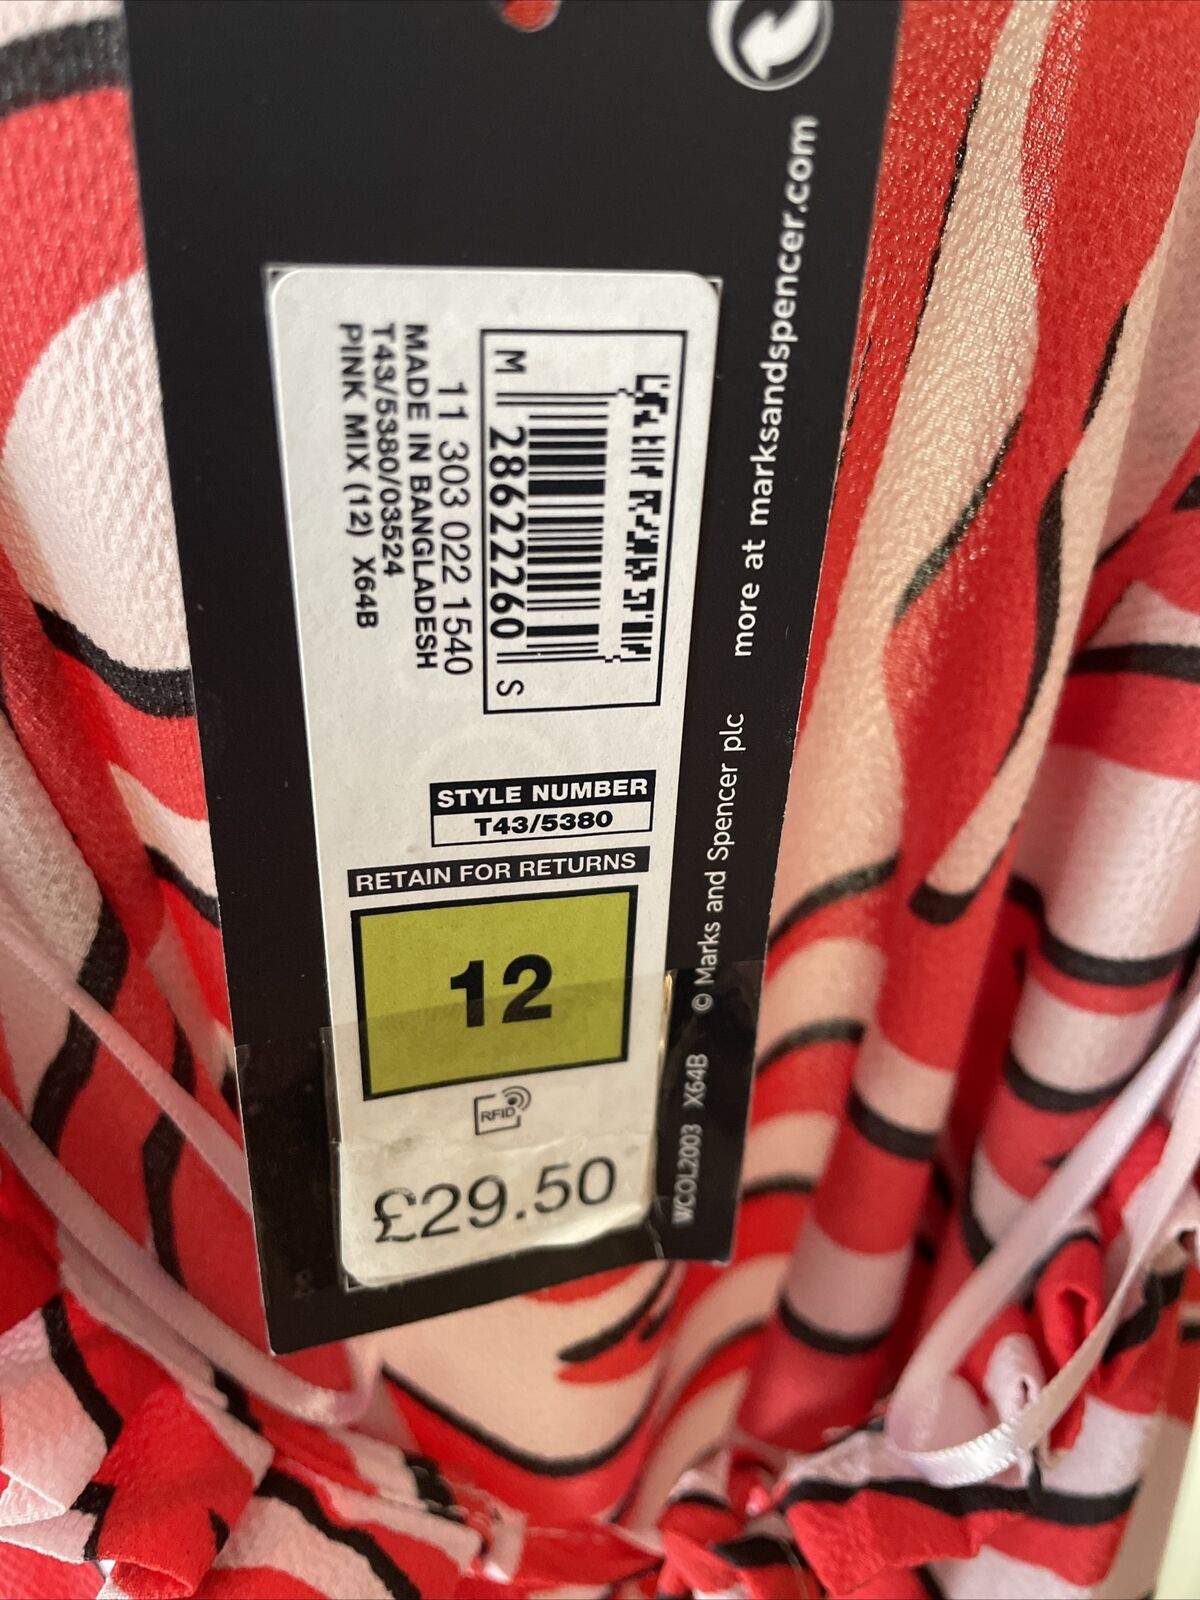 M 28622260 S
11 303 022 1540
MADE IN BANGLADESH
T43/5380/03524
PINK MIX (12) X64B
STYLE NUMBER
T43/5380
RETAIN FOR RETURNS
12
RFID
£29.50
WCOL2003 X64B © Marks and Spencer plc more at marksandspencer.com